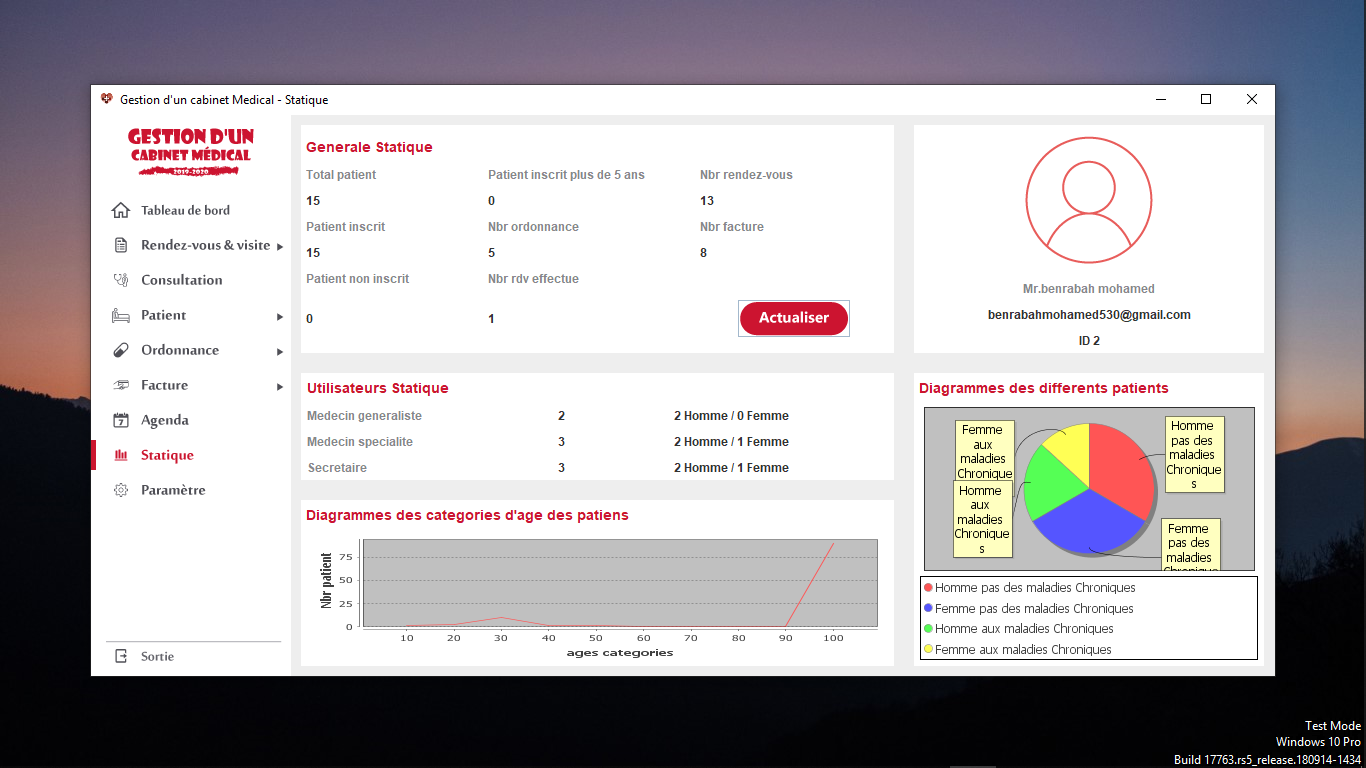 Gestion d'un cabinet Medical - Statique
GESTION D'UN
CABINET MÉDICAL
2019-2020
Tableau de bord
Rendez-vous & visite
Consultation
Patient
Ordonnance
Facture
Agenda
Statique
Paramètre
Sortie
Generale Statique
Total patient
Patient inscrit plus de 5 ans
Nbr rendez-vous
15
0
13
Patient inscrit
Nbr ordonnance
Nbr facture
15
5
8
Patient non inscrit
Nbr rdv effectue
0
1
Actualiser
Mr.benrabah mohamed
benrabahmohamed530@gmail.com
ID 2
Utilisateurs Statique
Medecin generaliste 2 2 Homme / 0 Femme
Medecin specialite 3 2 Homme / 1 Femme
Secretaire 3 2 Homme / 1 Femme
Diagrammes des categories d'age des patiens
Nbr patient
75
50
25
0
10 20 30 40 50 60 70 80 90 100
ages categories
Diagrammes des differents patients
Femme
aux
maladies
Chronique
Homme
aux
maladies
Chronique
s
Homme
pas des
maladies
Chronique
s
Femme
pas des
maladies
Chronique
Homme pas des maladies Chroniques
Femme pas des maladies Chroniques
Homme aux maladies Chroniques
Femme aux maladies Chroniques
Test Mode
Windows 10 Pro
Build 17763.rs5_release.180914-1434